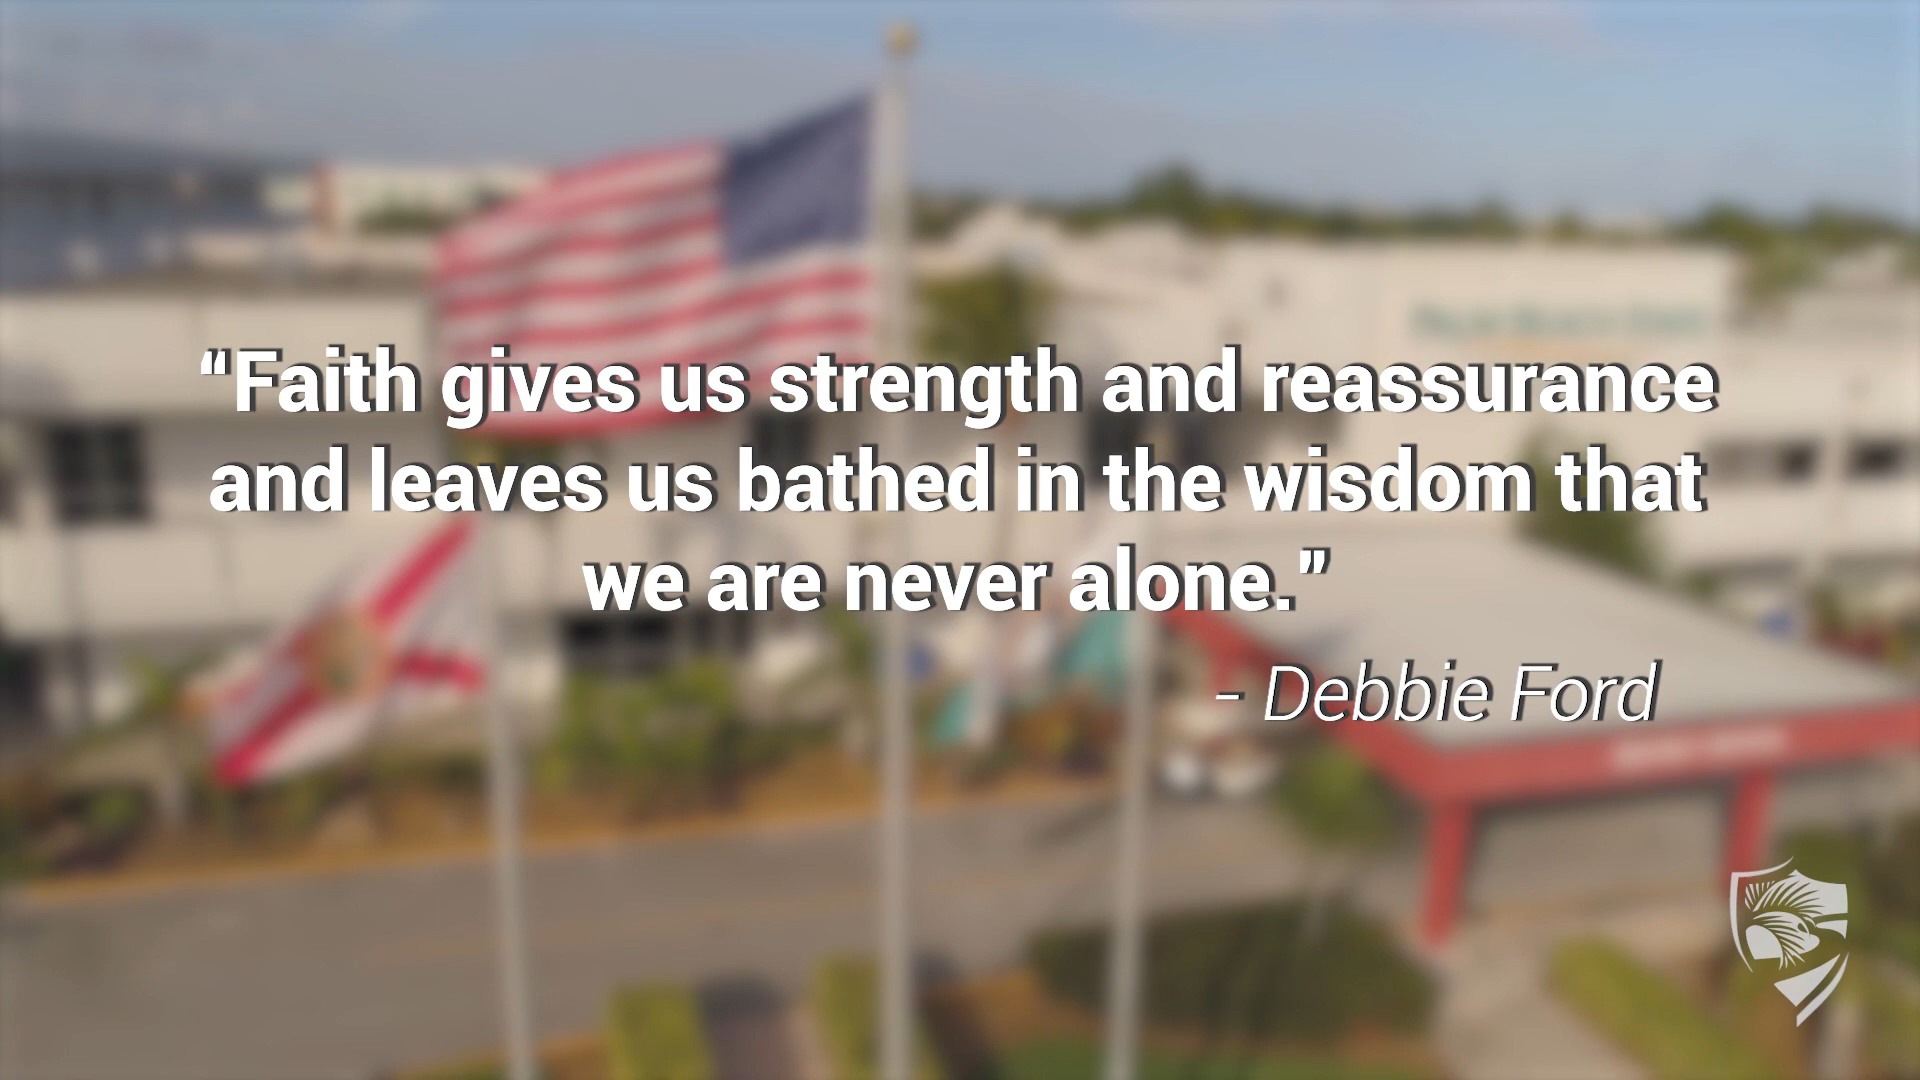 “Faith gives us strength and reassurance
and leaves us bathed in the wisdom that
we are never alone.”
- Debbie Ford